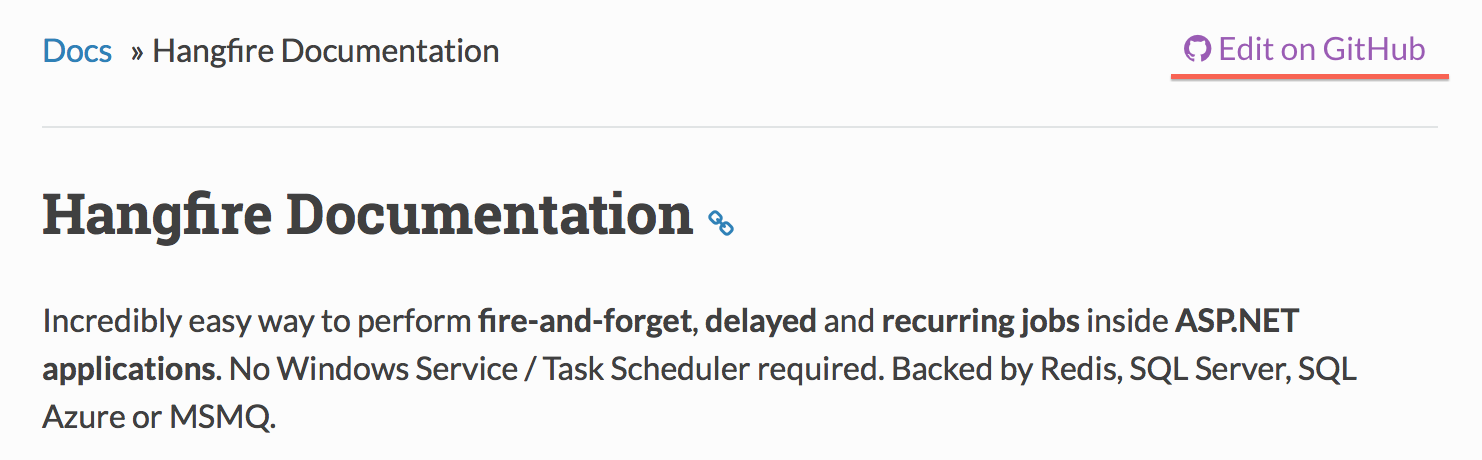 Docs » Hangfire Documentation
Edit on GitHub
Hangfire Documentation
Incredibly easy way to perform fire-and-forget, delayed and recurring jobs inside ASP.NET
applications. No Windows Service / Task Scheduler required. Backed by Redis, SQL Server, SQL
Azure or MSMQ.